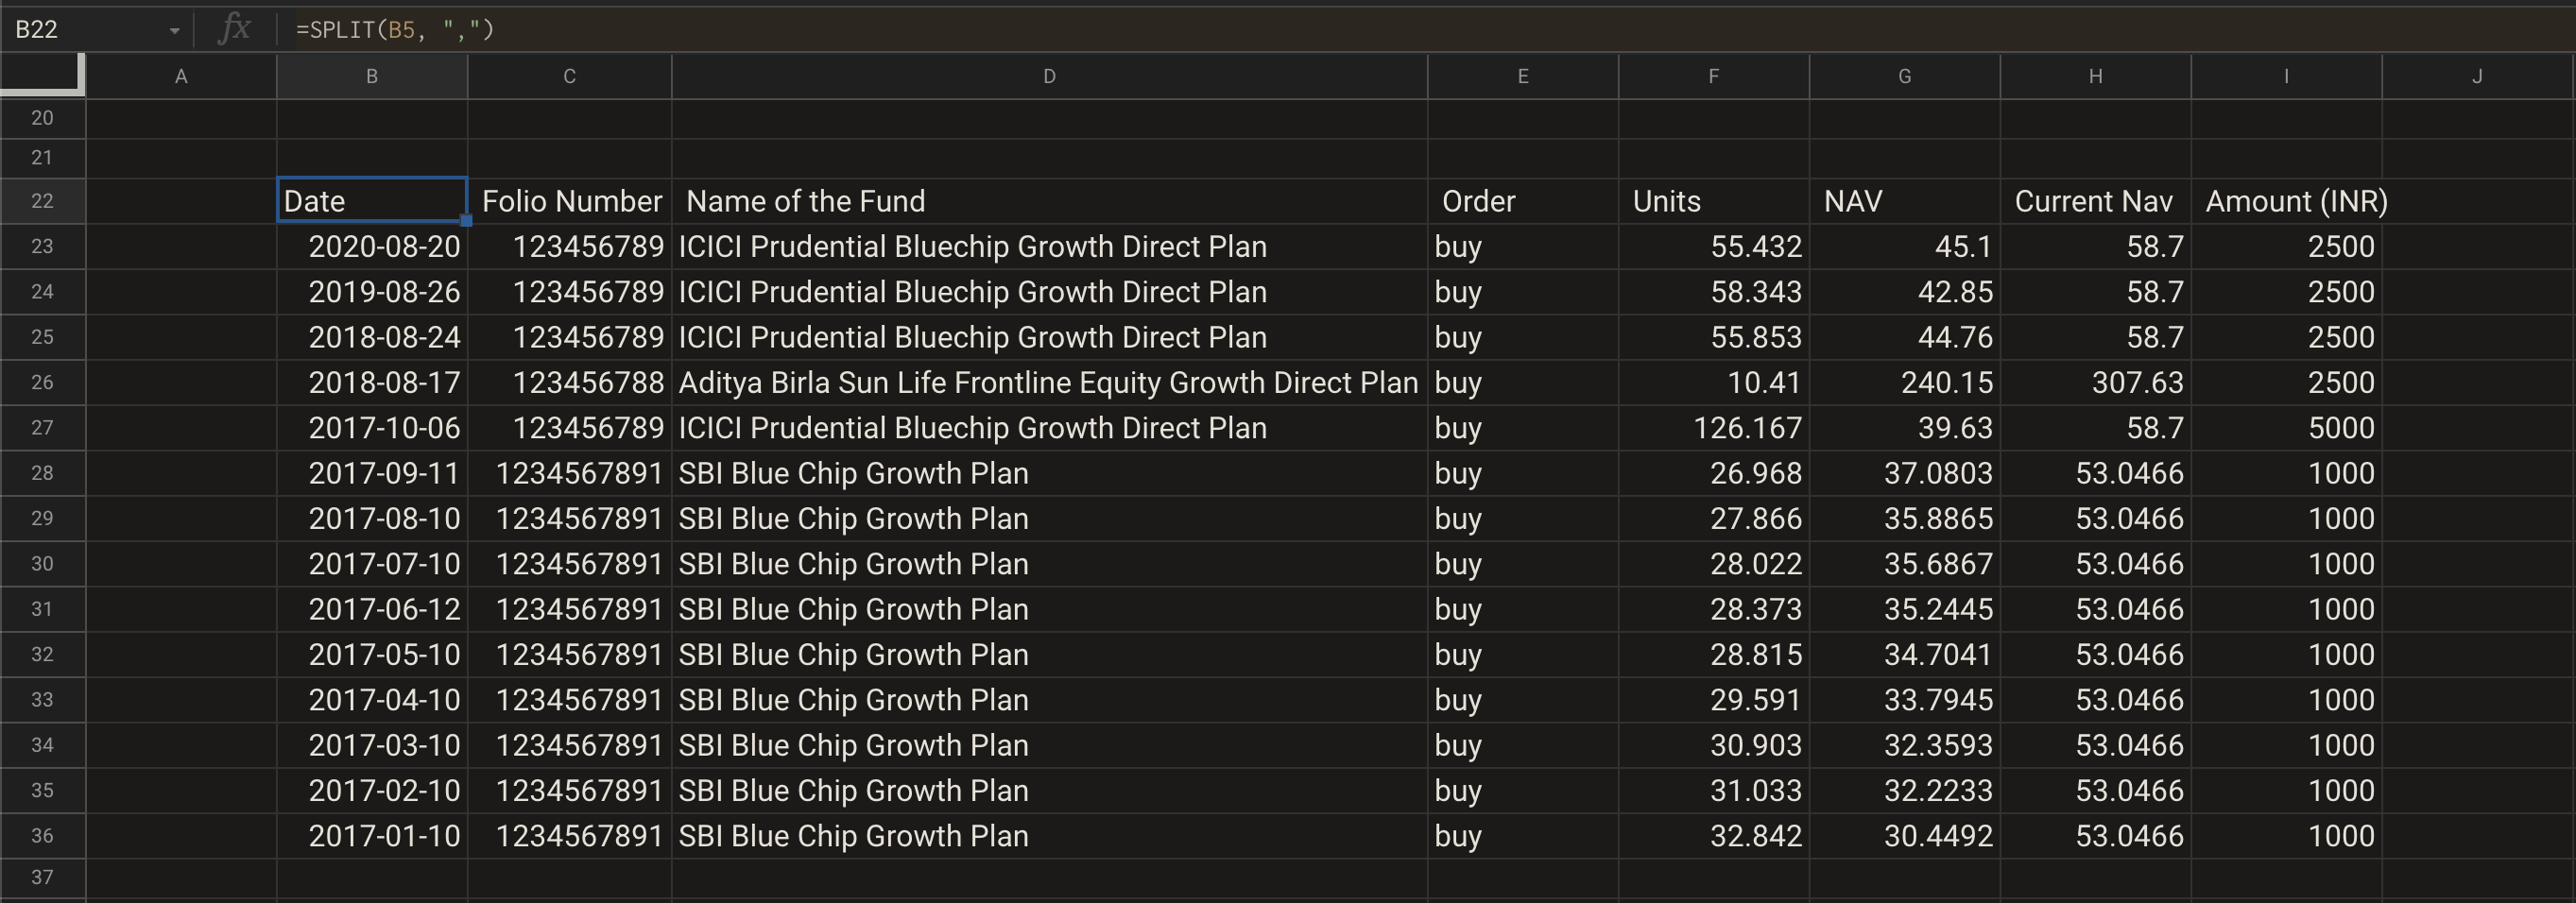 B22 fx =SPLIT(B5, ",")
A B C D E F G H I J
20
21
22 Date Folio Number Name of the Fund Order Units NAV Current Nav Amount (INR)
23 2020-08-20 123456789 ICICI Prudential Bluechip Growth Direct Plan buy 55.432 45.1 58.7 2500
24 2019-08-26 123456789 ICICI Prudential Bluechip Growth Direct Plan buy 58.343 42.85 58.7 2500
25 2018-08-24 123456789 ICICI Prudential Bluechip Growth Direct Plan buy 55.853 44.76 58.7 2500
26 2018-08-17 123456788 Aditya Birla Sun Life Frontline Equity Growth Direct Plan buy 10.41 240.15 307.63 2500
27 2017-10-06 123456789 ICICI Prudential Bluechip Growth Direct Plan buy 126.167 39.63 58.7 5000
28 2017-09-11 1234567891 SBI Blue Chip Growth Plan buy 26.968 37.0803 53.0466 1000
29 2017-08-10 1234567891 SBI Blue Chip Growth Plan buy 27.866 35.8865 53.0466 1000
30 2017-07-10 1234567891 SBI Blue Chip Growth Plan buy 28.022 35.6867 53.0466 1000
31 2017-06-12 1234567891 SBI Blue Chip Growth Plan buy 28.373 35.2445 53.0466 1000
32 2017-05-10 1234567891 SBI Blue Chip Growth Plan buy 28.815 34.7041 53.0466 1000
33 2017-04-10 1234567891 SBI Blue Chip Growth Plan buy 29.591 33.7945 53.0466 1000
34 2017-03-10 1234567891 SBI Blue Chip Growth Plan buy 30.903 32.3593 53.0466 1000
35 2017-02-10 1234567891 SBI Blue Chip Growth Plan buy 31.033 32.2233 53.0466 1000
36 2017-01-10 1234567891 SBI Blue Chip Growth Plan buy 32.842 30.4492 53.0466 1000
37